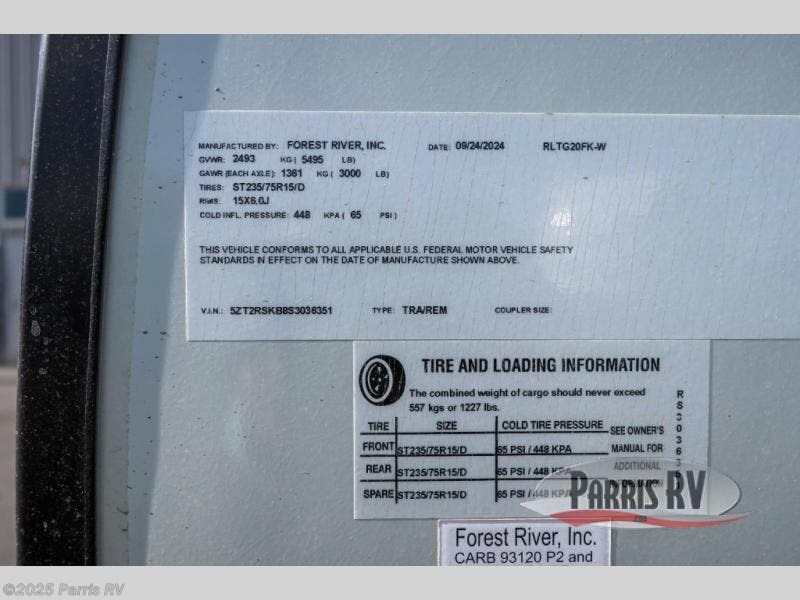 MANUFACTURED BY: FOREST RIVER, INC. DATE: 09/24/2024 RLTG20FK-W
GVWR: 2493 KG ( 5495 LB)
GAWR (EACH AXLE): 1361 KG ( 3000 LB)
TIRES: ST235/75R15/D
RIMS: 15X6.0J
COLD INFL. PRESSURE: 448 KPA ( 65 PSI )
THIS VEHICLE CONFORMS TO ALL APPLICABLE U.S. FEDERAL MOTOR VEHICLE SAFETY
STANDARDS IN EFFECT ON THE DATE OF MANUFACTURE SHOWN ABOVE.
V.I.N.: 5ZT2RSKB8S3036351 TYPE: TRA/REM COUPLER SIZE:
TIRE AND LOADING INFORMATION
The combined weight of cargo should never exceed
557 kgs or 1227 lbs.
TIRE SIZE COLD TIRE PRESSURE SEE OWNER'S
FRONT ST235/75R15/D 65 PSI / 448 KPA MANUAL FOR
REAR ST235/75R15/D 65 PSI / 448 KPA ADDITIONAL
INFORMATION
SPARE ST235/75R15/D 65 PSI / 448 KPA
PARRIS RV
Forest River, Inc.
CARB 93120 P2 and
©2025 Parris RV